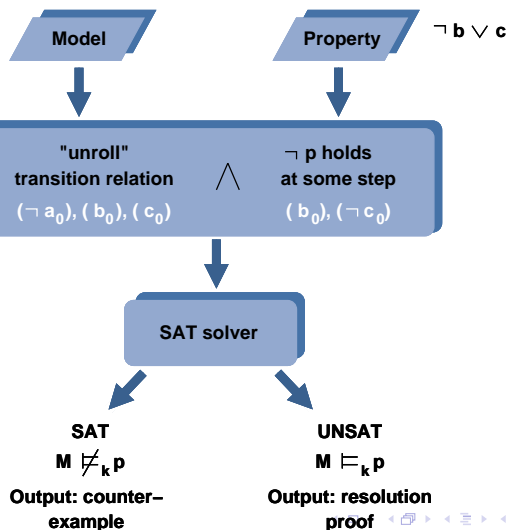 Model
Property
¬ b ∨ c
"unroll"
transition relation
(¬ a₀), ( b₀), ( c₀)
⋀
¬ p holds
at some step
( b₀), (¬ c₀)
SAT solver
SAT
M ⊭ₖ p
Output: counter–
example
UNSAT
M ⊨ₖ p
Output: resolution
proof